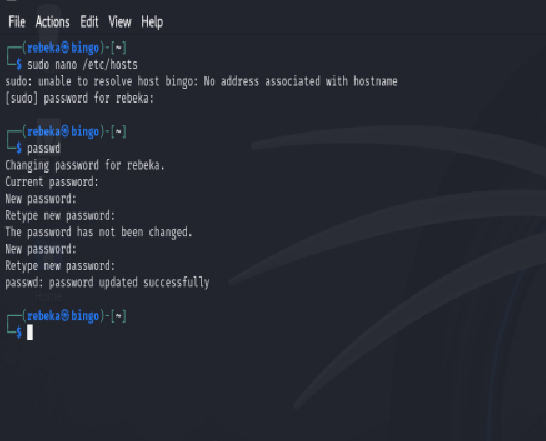 File Actions Edit View Help
┌──(rebeka㉿bingo)-[~]
└─$ sudo nano /etc/hosts
sudo: unable to resolve host bingo: No address associated with hostname
[sudo] password for rebeka:
┌──(rebeka㉿bingo)-[~]
└─$ passwd
Changing password for rebeka.
Current password:
New password:
Retype new password:
The password has not been changed.
New password:
Retype new password:
passwd: password updated successfully
┌──(rebeka㉿bingo)-[~]
└─$